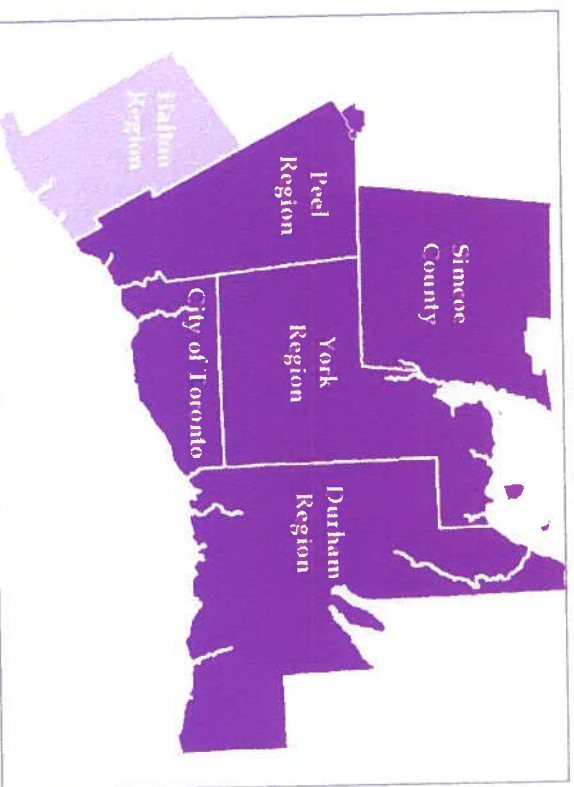 Simcoe
County
Peel
Region
York
Region
Durham
Region
City of Toronto
Halton
Region